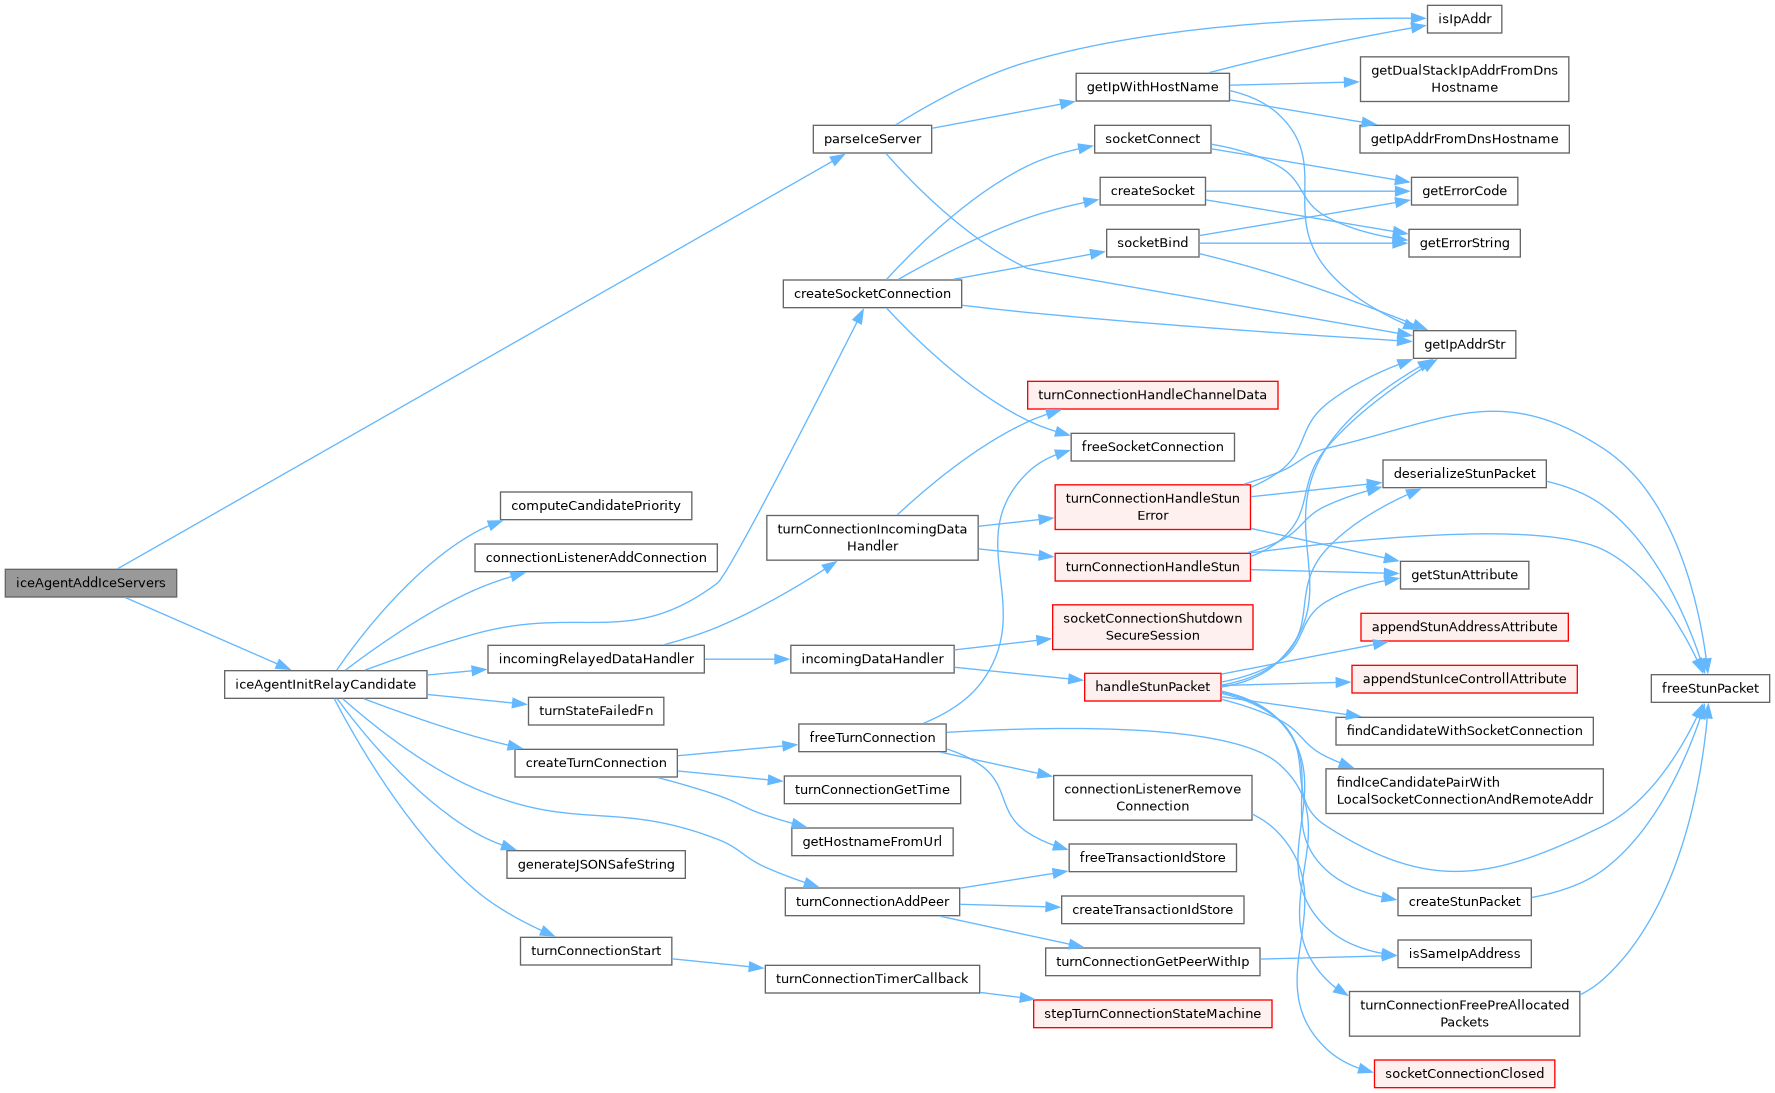 iceAgentAddIceServers
parseIceServer
iceAgentInitRelayCandidate
getIpWithHostName
isIpAddr
getDualStackIpAddrFromDns
Hostname
getIpAddrFromDnsHostname
socketConnect
createSocket
socketBind
getErrorCode
getErrorString
createSocketConnection
getIpAddrStr
turnConnectionHandleChannelData
freeSocketConnection
computeCandidatePriority
connectionListenerAddConnection
turnConnectionIncomingData
Handler
turnConnectionHandleStun
Error
turnConnectionHandleStun
deserializeStunPacket
getStunAttribute
incomingRelayedDataHandler
incomingDataHandler
socketConnectionShutdown
SecureSession
handleStunPacket
appendStunAddressAttribute
appendStunIceControllAttribute
freeStunPacket
findCandidateWithSocketConnection
findIceCandidatePairWith
LocalSocketConnectionAndRemoteAddr
turnStateFailedFn
createTurnConnection
freeTurnConnection
turnConnectionGetTime
getHostnameFromUrl
connectionListenerRemove
Connection
freeTransactionIdStore
generateJSONSafeString
turnConnectionAddPeer
createTransactionIdStore
turnConnectionGetPeerWithIp
createStunPacket
isSameIpAddress
turnConnectionStart
turnConnectionTimerCallback
stepTurnConnectionStateMachine
turnConnectionFreePreAllocated
Packets
socketConnectionClosed